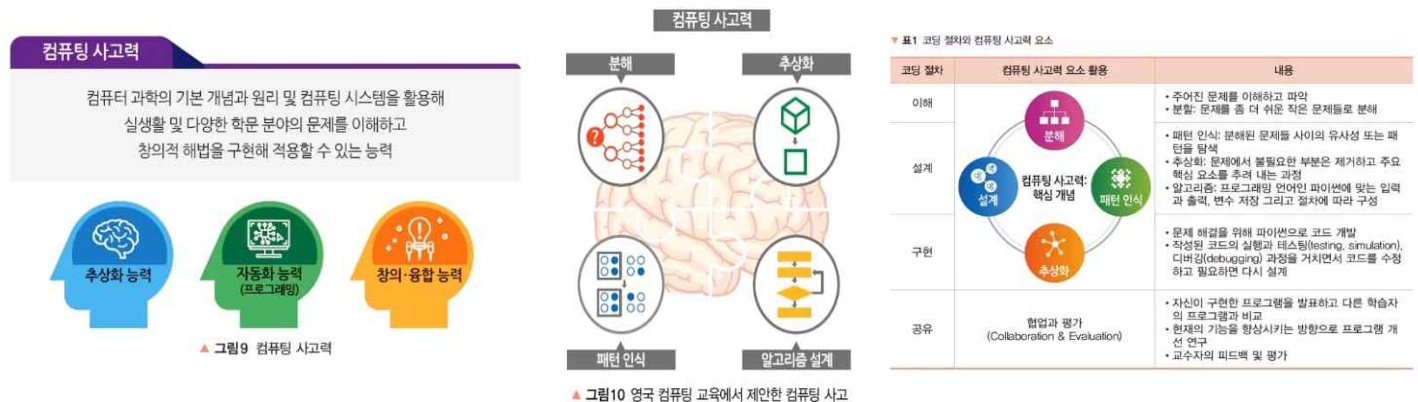 컴퓨팅 사고력
컴퓨터 과학의 기본 개념과 원리 및 컴퓨팅 시스템을 활용해
실생활 및 다양한 학문 분야의 문제를 이해하고
창의적 해법을 구현해 적용할 수 있는 능력
추상화 능력
자동화 능력
(프로그래밍)
창의·융합 능력
▲ 그림9 컴퓨팅 사고력
컴퓨팅 사고력
분해
추상화
?
패턴 인식
알고리즘 설계
▲ 그림10 영국 컴퓨팅 교육에서 제안한 컴퓨팅 사고
▼ 표1 코딩 절차와 컴퓨팅 사고력 요소
코딩 절차
컴퓨팅 사고력 요소 활용
내용
이해
• 주어진 문제를 이해하고 파악
• 분할: 문제를 좀 더 쉬운 작은 문제들로 분해
설계
• 패턴 인식: 분해된 문제들 사이의 유사성 또는 패
턴을 탐색
• 추상화: 문제에서 불필요한 부분은 제거하고 주요
핵심 요소를 추려 내는 과정
• 알고리즘: 프로그래밍 언어인 파이썬에 맞는 입력
과 출력, 변수 저장 그리고 절차에 따라 구성
분해
설계
컴퓨팅 사고력:
핵심 개념
패턴 인식
추상화
구현
• 문제 해결을 위해 파이썬으로 코드 개발
• 작성된 코드의 실행과 테스팅(testing, simulation),
디버깅(debugging) 과정을 거치면서 코드를 수정
하고 필요하면 다시 설계
공유
협업과 평가
(Collaboration & Evaluation)
• 자신이 구현한 프로그램을 발표하고 다른 학습자
의 프로그램과 비교
• 현재의 기능을 향상시키는 방향으로 프로그램 개
선 연구
• 교수자의 피드백 및 평가